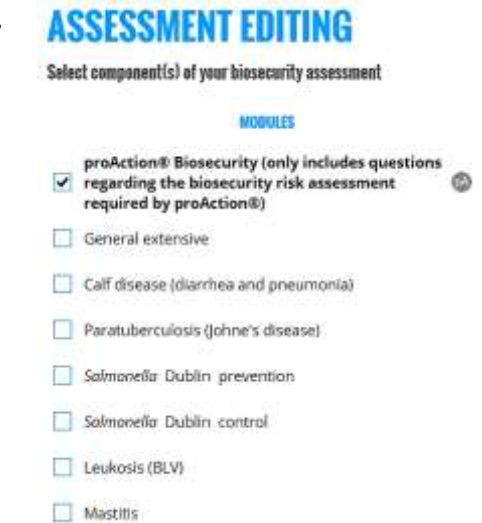 ASSESSMENT EDITING
Select component(s) of your biosecurity assessment
MODULES
proAction® Biosecurity (only includes questions
regarding the biosecurity risk assessment
required by proAction®)
General extensive
Calf disease (diarrhea and pneumonia)
Paratuberculosis (Johne's disease)
Salmonella Dublin prevention
Salmonella Dublin control
Leukosis (BLV)
Mastitis